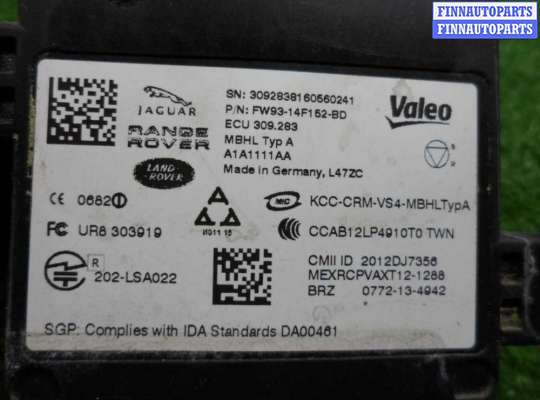 FINNAUTOPARTS
FINNAUTOPARTS
JAGUAR
RANGE
ROVER
LAND-
ROVER
SN: 3092838160560241
P/N: FW93-14F152-BD
ECU 309.283
MBHL Typ A
A1A1111AA
Made in Germany, L47ZC
Valeo
CE 0682
FC UR8 303919
R
202-LSA022
MIC
KCC-CRM-VS4-MBHLTypA
CCAB12LP4910T0 TWN
CMII ID 2012DJ7356
MEXRCPVAXT12-1288
BRZ 0772-13-4942
SGP: Complies with IDA Standards DA00461